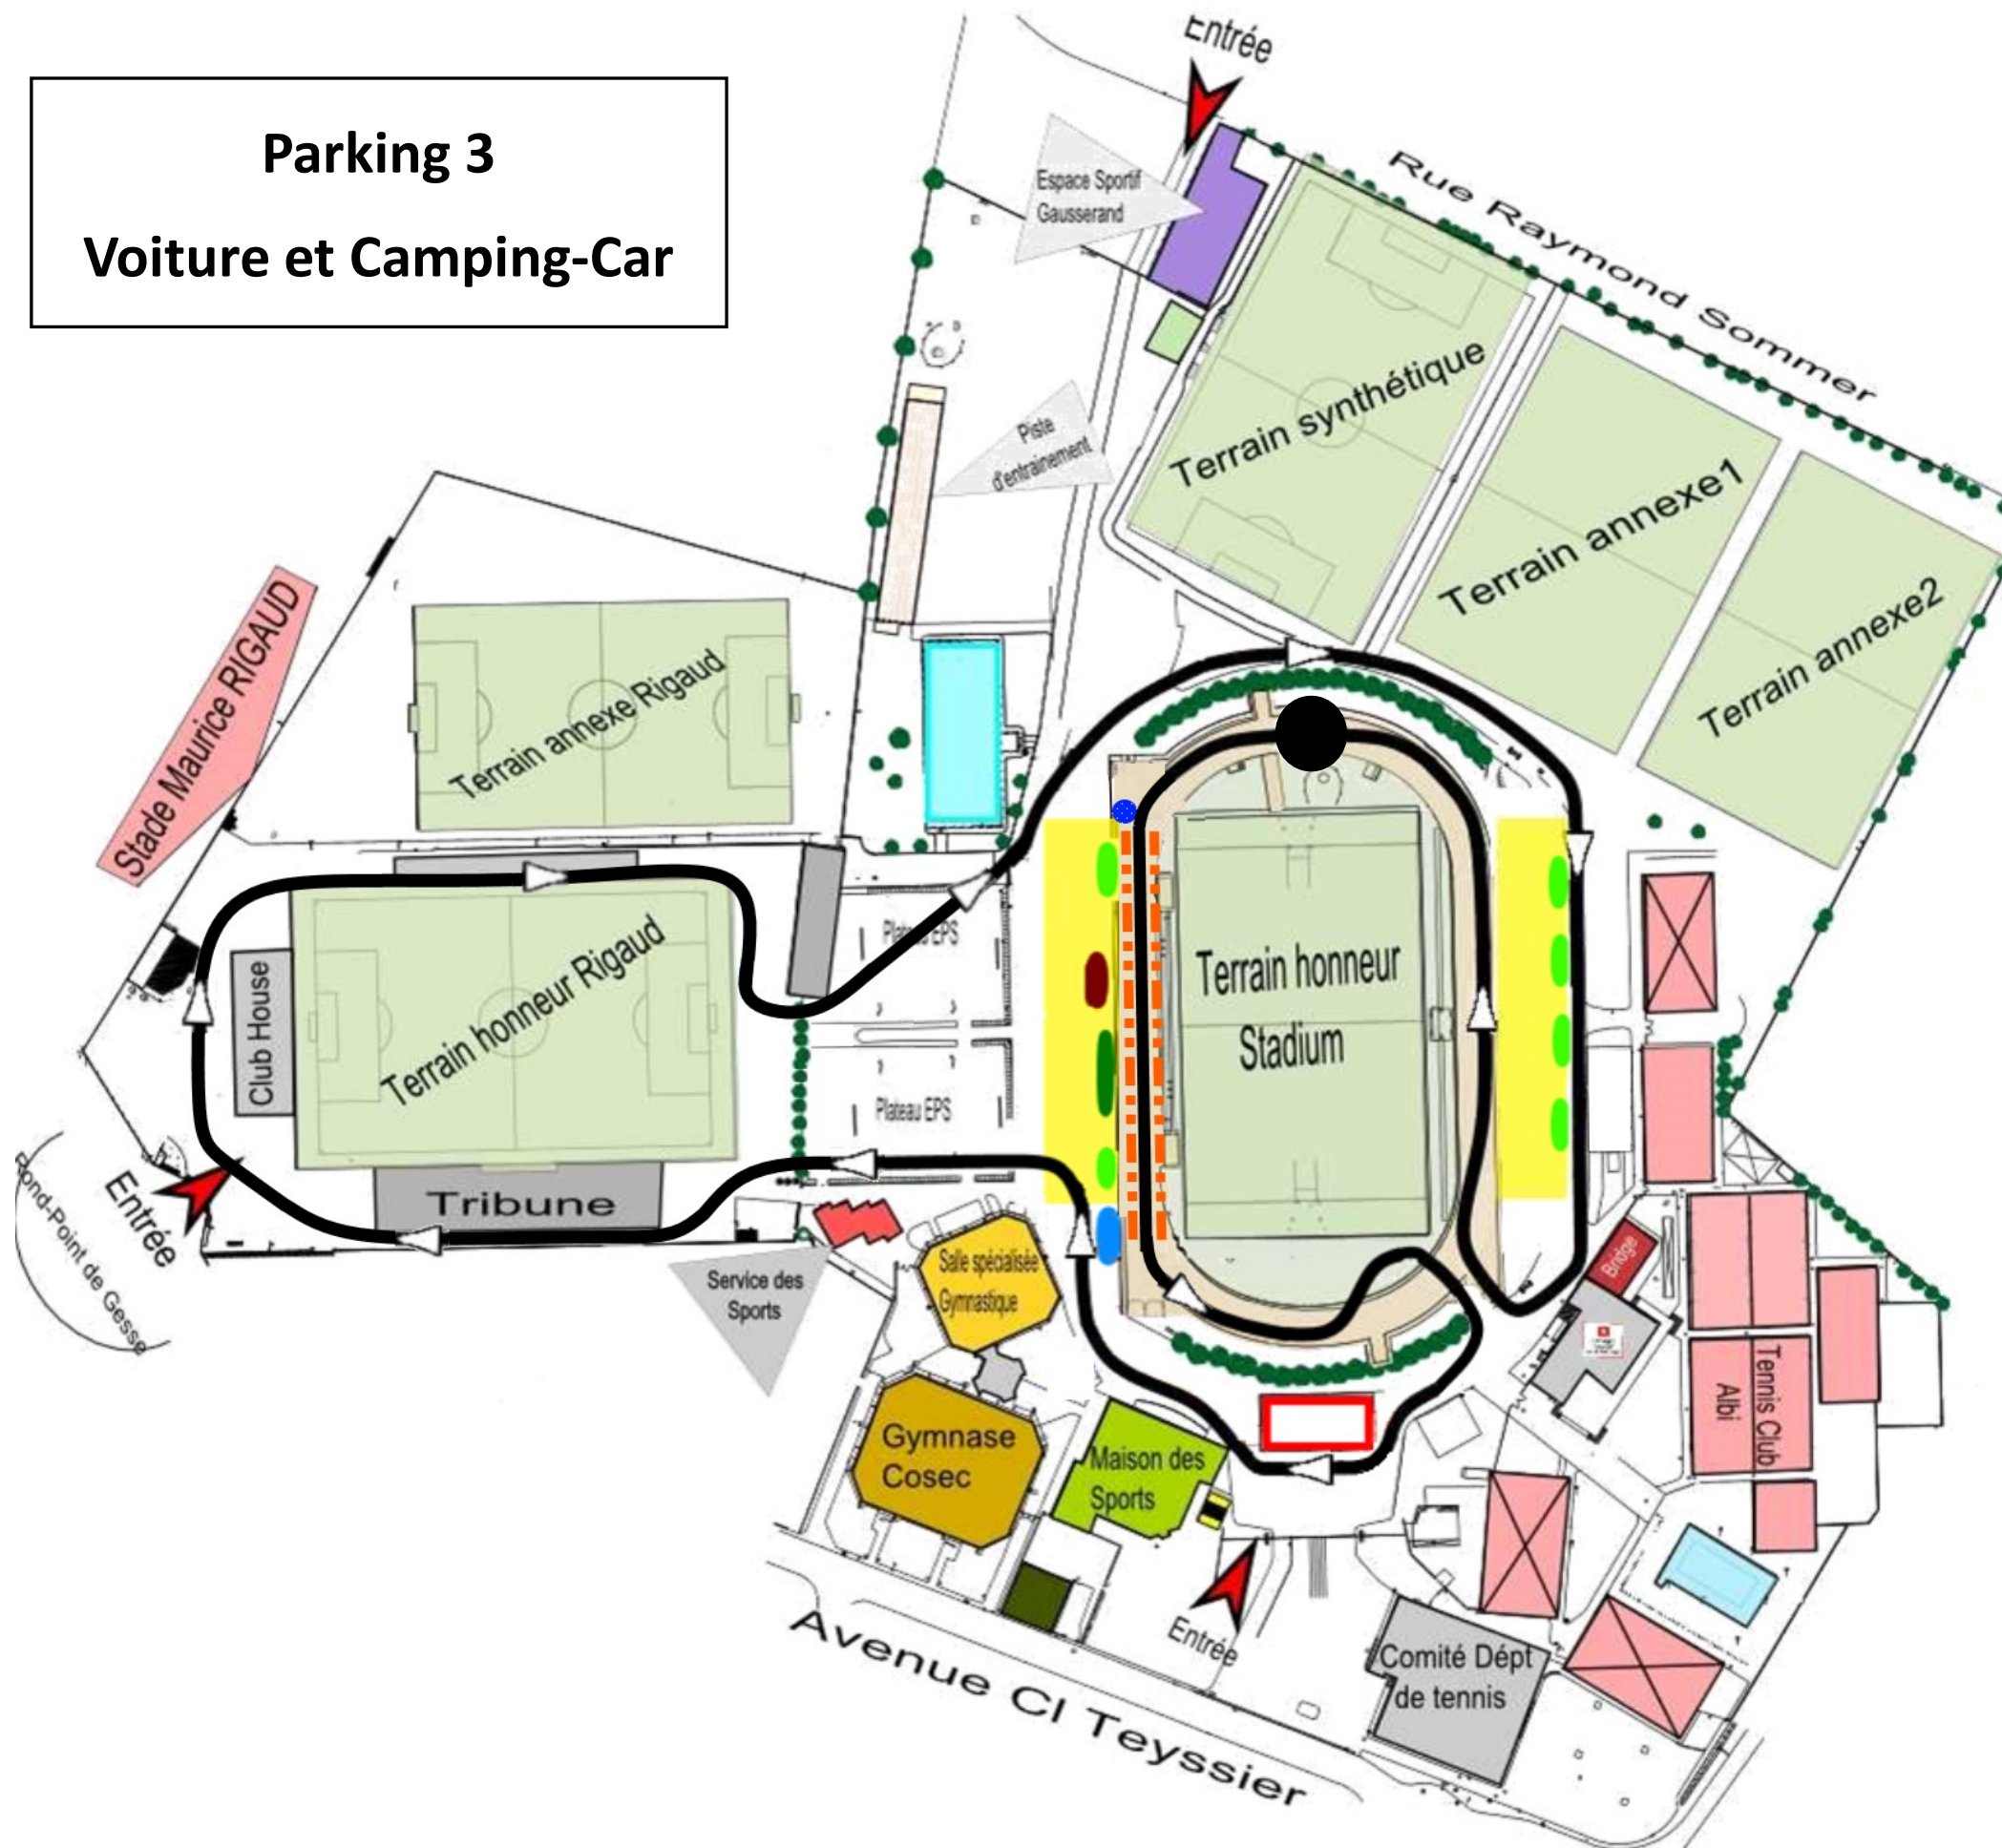 Parking 3
Voiture et Camping-Car
Entrée
Rue Raymond Sommer
Espace Sportif
Gausserand
Terrain synthétique
Piste
d'entrainement
Terrain annexe1
Terrain annexe2
Stade Maurice RIGAUD
Terrain annexe Rigaud
Plateau EPS
Terrain honneur Rigaud
Club House
Terrain honneur
Stadium
Plateau EPS
Entrée
Rond-Point de Gesse
Tribune
Service des
Sports
Salle spécialisée
Gymnastique
Bridge
Gymnase
Cosec
Maison des
Sports
Tennis Club
Albi
Entrée
Comité Dépt
de tennis
Avenue Cl Teyssier